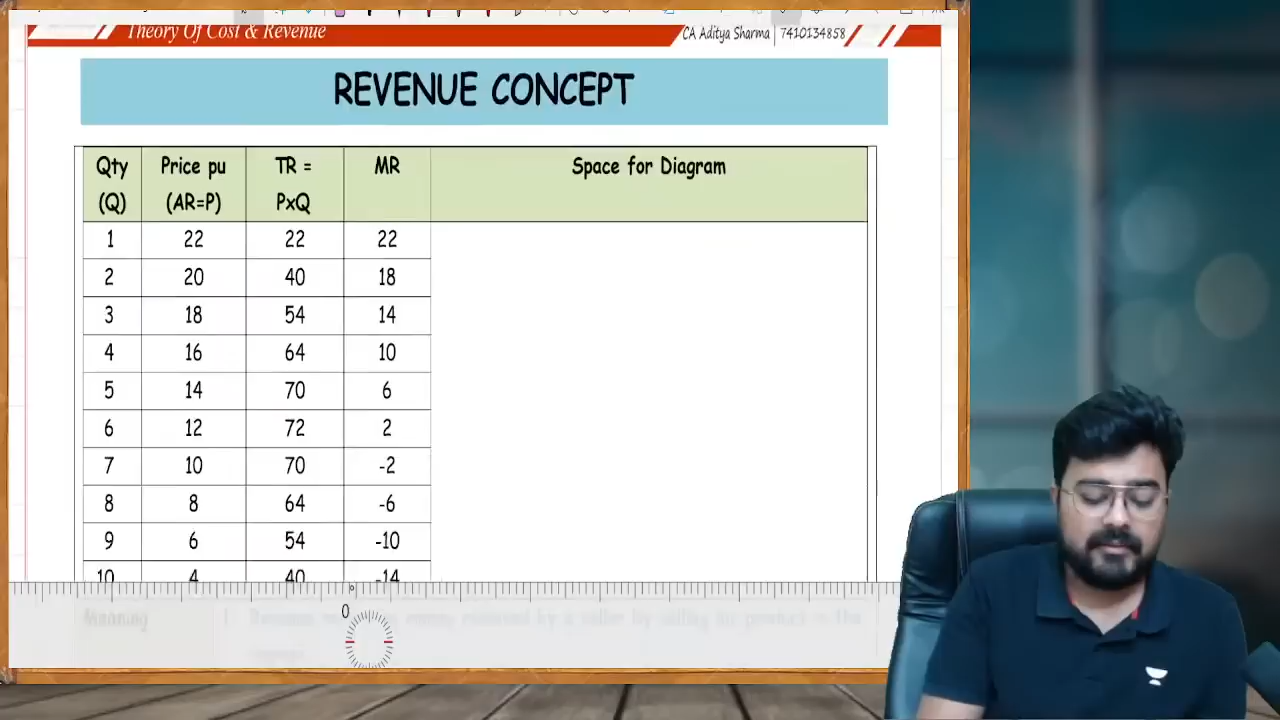 Theory Of Cost & Revenue
CA Aditya Sharma | 7410134858
REVENUE CONCEPT
Qty (Q) Price pu (AR=P) TR = PxQ MR Space for Diagram
1 22 22 22
2 20 40 18
3 18 54 14
4 16 64 10
5 14 70 6
6 12 72 2
7 10 70 -2
8 8 64 -6
9 6 54 -10
10 4 40 -14
0
Meaning